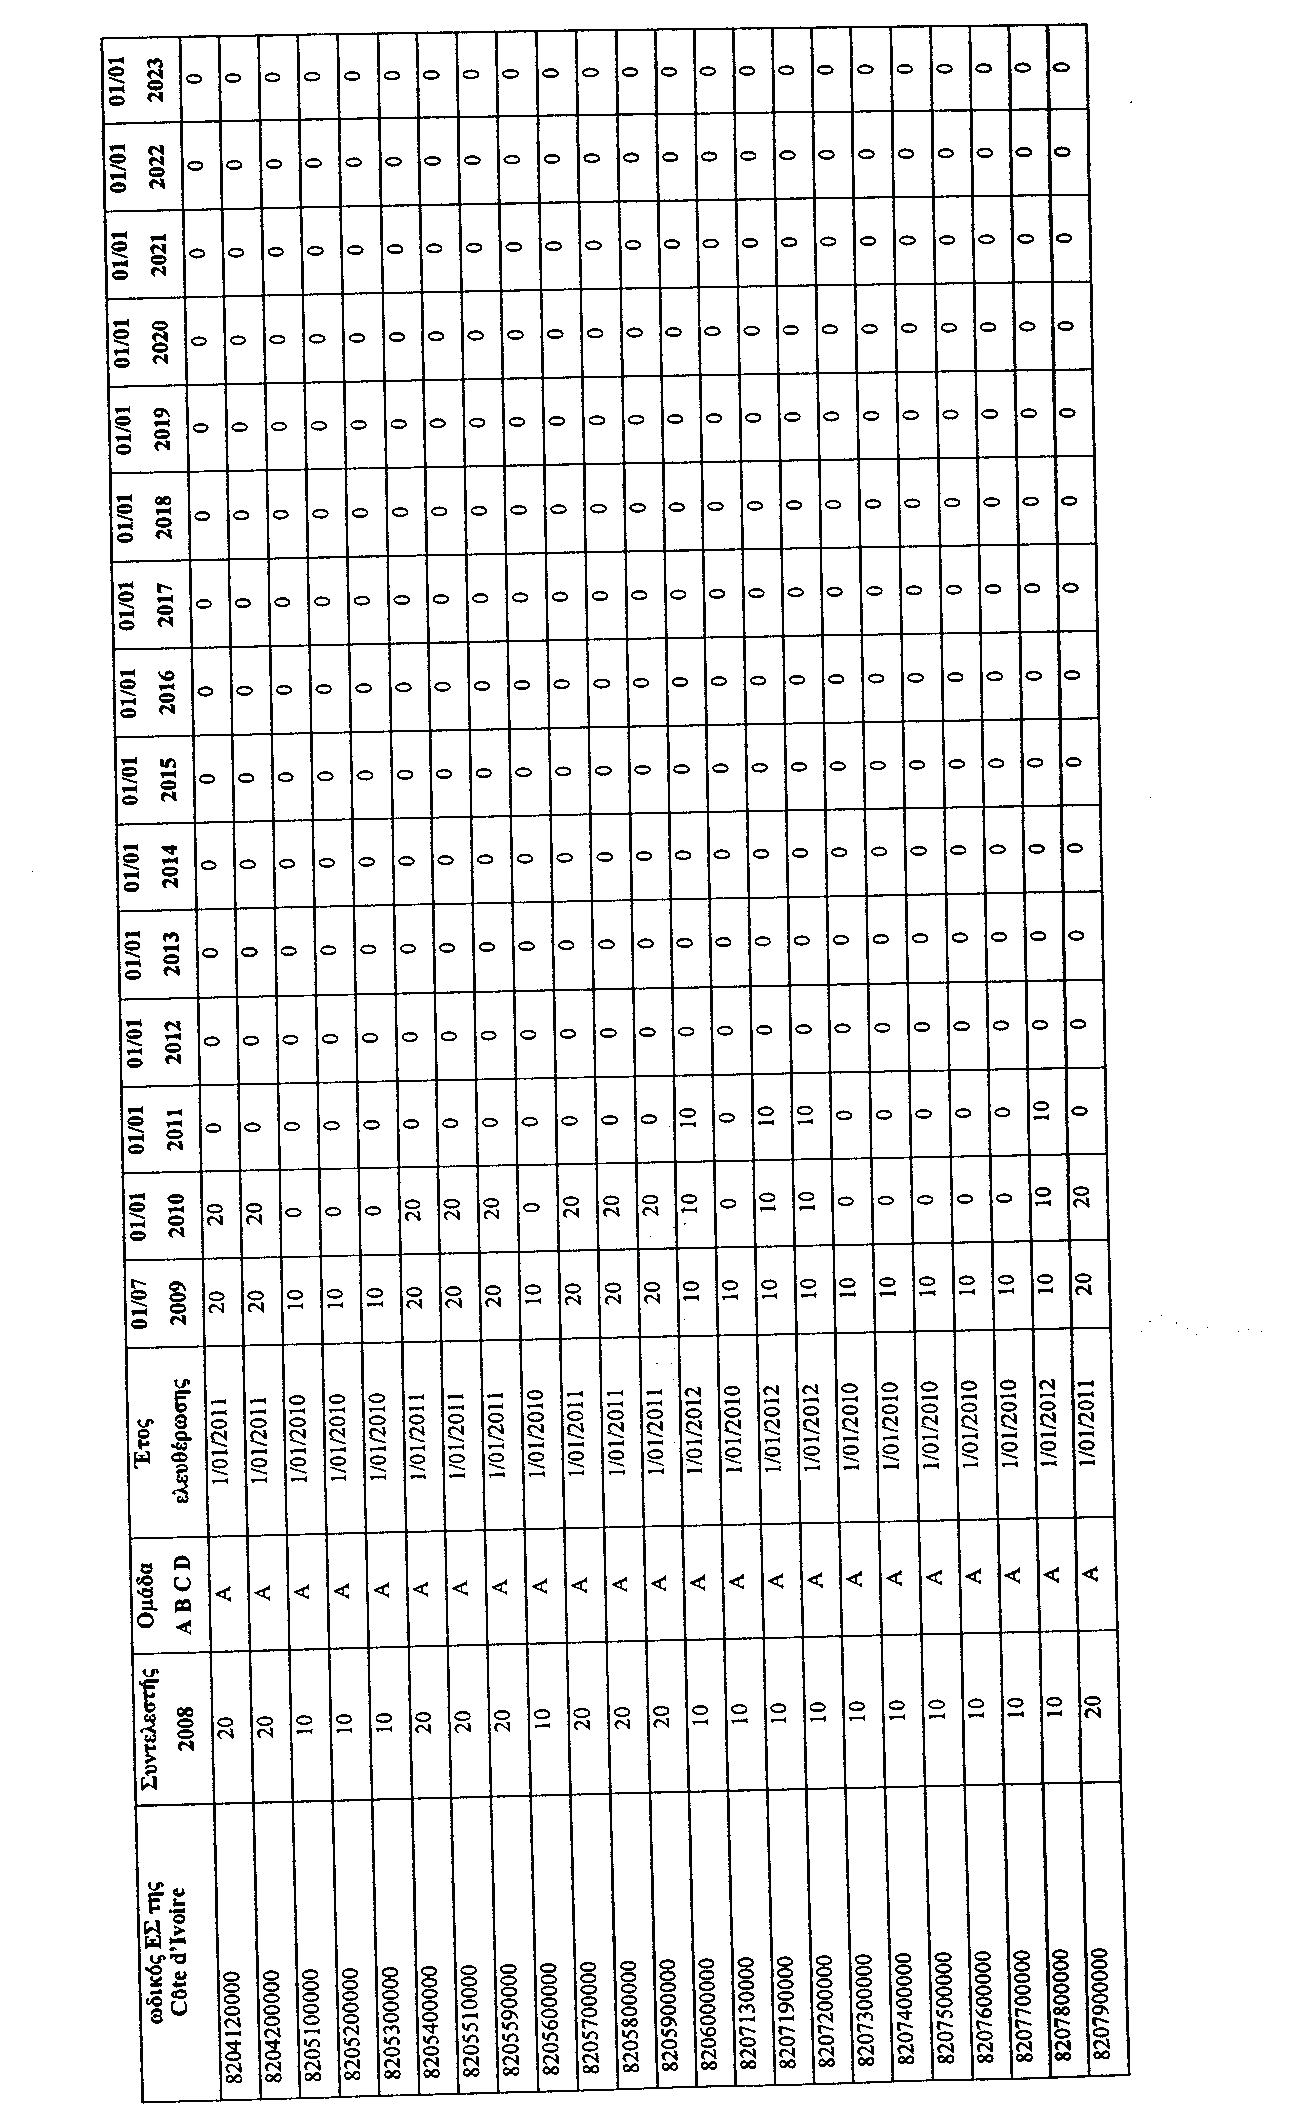 οδικός ΕΣ της Côte d'Ivoire Συντελεστής 2008 Ομάδα A B C D Έτος ελευθέρωσης 01/07 2009 01/01 2010 01/01 2011 01/01 2012 01/01 2013 01/01 2014 01/01 2015 01/01 2016 01/01 2017 01/01 2018 01/01 2019 01/01 2020 01/01 2021 01/01 2022 01/01 2023
8204120000 20 A 1/01/2011 20 20 0 0 0 0 0 0 0 0 0 0 0 0 0
8204200000 20 A 1/01/2011 20 20 0 0 0 0 0 0 0 0 0 0 0 0 0
8205100000 10 A 1/01/2010 10 0 0 0 0 0 0 0 0 0 0 0 0 0 0
8205200000 10 A 1/01/2010 10 0 0 0 0 0 0 0 0 0 0 0 0 0 0
8205300000 10 A 1/01/2010 10 0 0 0 0 0 0 0 0 0 0 0 0 0 0
8205400000 20 A 1/01/2011 20 20 0 0 0 0 0 0 0 0 0 0 0 0 0
8205510000 20 A 1/01/2011 20 20 0 0 0 0 0 0 0 0 0 0 0 0 0
8205590000 20 A 1/01/2011 20 20 0 0 0 0 0 0 0 0 0 0 0 0 0
8205600000 10 A 1/01/2010 10 0 0 0 0 0 0 0 0 0 0 0 0 0 0
8205700000 20 A 1/01/2011 20 20 0 0 0 0 0 0 0 0 0 0 0 0 0
8205800000 20 A 1/01/2011 20 20 0 0 0 0 0 0 0 0 0 0 0 0 0
8205900000 20 A 1/01/2011 20 20 0 0 0 0 0 0 0 0 0 0 0 0 0
8206000000 10 A 1/01/2012 10 10 10 0 0 0 0 0 0 0 0 0 0 0 0
8207130000 10 A 1/01/2010 10 0 0 0 0 0 0 0 0 0 0 0 0 0 0
8207190000 10 A 1/01/2012 10 10 10 0 0 0 0 0 0 0 0 0 0 0 0
8207200000 10 A 1/01/2012 10 10 10 0 0 0 0 0 0 0 0 0 0 0 0
8207300000 10 A 1/01/2010 10 0 0 0 0 0 0 0 0 0 0 0 0 0 0
8207400000 10 A 1/01/2010 10 0 0 0 0 0 0 0 0 0 0 0 0 0 0
8207500000 10 A 1/01/2010 10 0 0 0 0 0 0 0 0 0 0 0 0 0 0
8207600000 10 A 1/01/2010 10 0 0 0 0 0 0 0 0 0 0 0 0 0 0
8207700000 10 A 1/01/2010 10 0 0 0 0 0 0 0 0 0 0 0 0 0 0
8207800000 10 A 1/01/2012 10 10 10 0 0 0 0 0 0 0 0 0 0 0 0
8207900000 20 A 1/01/2011 20 20 0 0 0 0 0 0 0 0 0 0 0 0 0